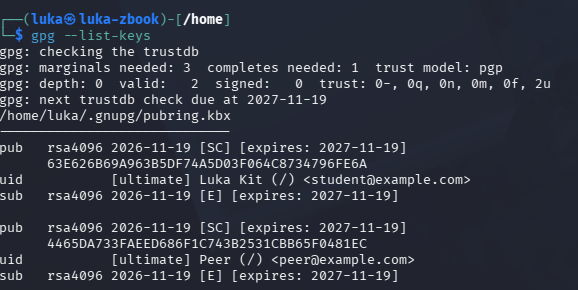 ┌──(luka㉿luka-zbook)-[/home]
└─$ gpg --list-keys
gpg: checking the trustdb
gpg: marginals needed: 3  completes needed: 1  trust model: pgp
gpg: depth: 0  valid:   2  signed:   0  trust: 0-, 0q, 0n, 0m, 0f, 2u
gpg: next trustdb check due at 2027-11-19
/home/luka/.gnupg/pubring.kbx
-----------------------------
pub   rsa4096 2026-11-19 [SC] [expires: 2027-11-19]
      63E626B69A963B5DF74A5D03F064C8734796FE6A
uid           [ultimate] Luka Kit (/) <student@example.com>
sub   rsa4096 2026-11-19 [E] [expires: 2027-11-19]

pub   rsa4096 2026-11-19 [SC] [expires: 2027-11-19]
      4465DA733FAEED686F1C743B2531CBB65F0481EC
uid           [ultimate] Peer (/) <peer@example.com>
sub   rsa4096 2026-11-19 [E] [expires: 2027-11-19]